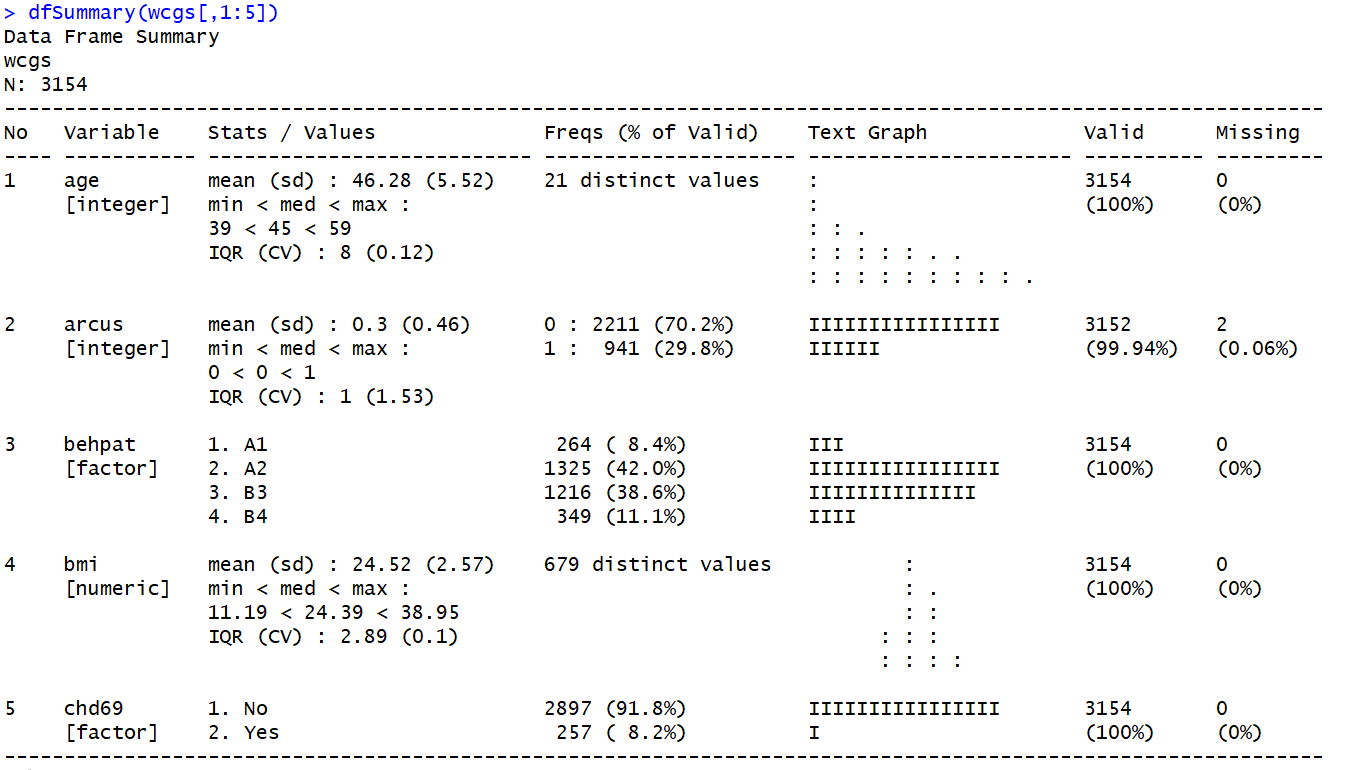 > dfSummary(wcgs[,1:5])
Data Frame Summary
wcgs
N: 3154
--------------------------------------------------------------------------------------------------------------
No   Variable    Stats / Values              Freqs (% of Valid)    Text Graph             Valid      Missing
---- ----------- --------------------------- --------------------- ---------------------- ---------- ---------
1    age         mean (sd) : 46.28 (5.52)    21 distinct values    :                      3154       0
     [integer]   min < med < max :                                 :                      (100%)     (0%)
                 39 < 45 < 59                                      : : .
                 IQR (CV) : 8 (0.12)                               : : : : : . .
                                                                   : : : : : : : : : .

2    arcus       mean (sd) : 0.3 (0.46)      0 : 2211 (70.2%)      IIIIIIIIIIIIIIII       3152       2
     [integer]   min < med < max :           1 :  941 (29.8%)      IIIIII                 (99.94%)   (0.06%)
                 0 < 0 < 1
                 IQR (CV) : 1 (1.53)

3    behpat      1. A1                        264 ( 8.4%)          III                    3154       0
     [factor]    2. A2                       1325 (42.0%)          IIIIIIIIIIIIIIII       (100%)     (0%)
                 3. B3                       1216 (38.6%)          IIIIIIIIIIIIII
                 4. B4                        349 (11.1%)          IIII

4    bmi         mean (sd) : 24.52 (2.57)    679 distinct values           :              3154       0
     [numeric]   min < med < max :                                         : .            (100%)     (0%)
                 11.19 < 24.39 < 38.95                                     : :
                 IQR (CV) : 2.89 (0.1)                                   : : :
                                                                         : : : :

5    chd69       1. No                       2897 (91.8%)          IIIIIIIIIIIIIIII       3154       0
     [factor]    2. Yes                       257 ( 8.2%)          I                      (100%)     (0%)
--------------------------------------------------------------------------------------------------------------